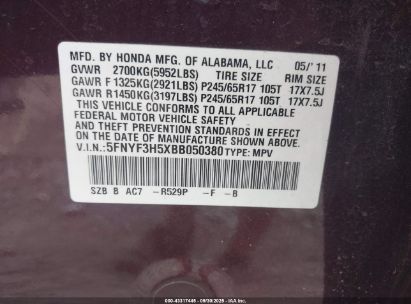 MFD. BY HONDA MFG. OF ALABAMA, LLC 05/'11
GVWR 2700KG(5952LBS) TIRE SIZE RIM SIZE
GAWR F 1325KG(2921LBS) P245/65R17 105T 17X7.5J
GAWR R 1450KG(3197LBS) P245/65R17 105T 17X7.5J
THIS VEHICLE CONFORMS TO ALL APPLICABLE
FEDERAL MOTOR VEHICLE SAFETY, BUMPER
AND THEFT PREVENTION STANDARDS IN EFFECT
ON THE DATE OF MANUFACTURE SHOWN ABOVE.
V.I.N.: 5FNYF3H5XBB050380 TYPE: MPV
SZB B AC7 -R529P -F -B